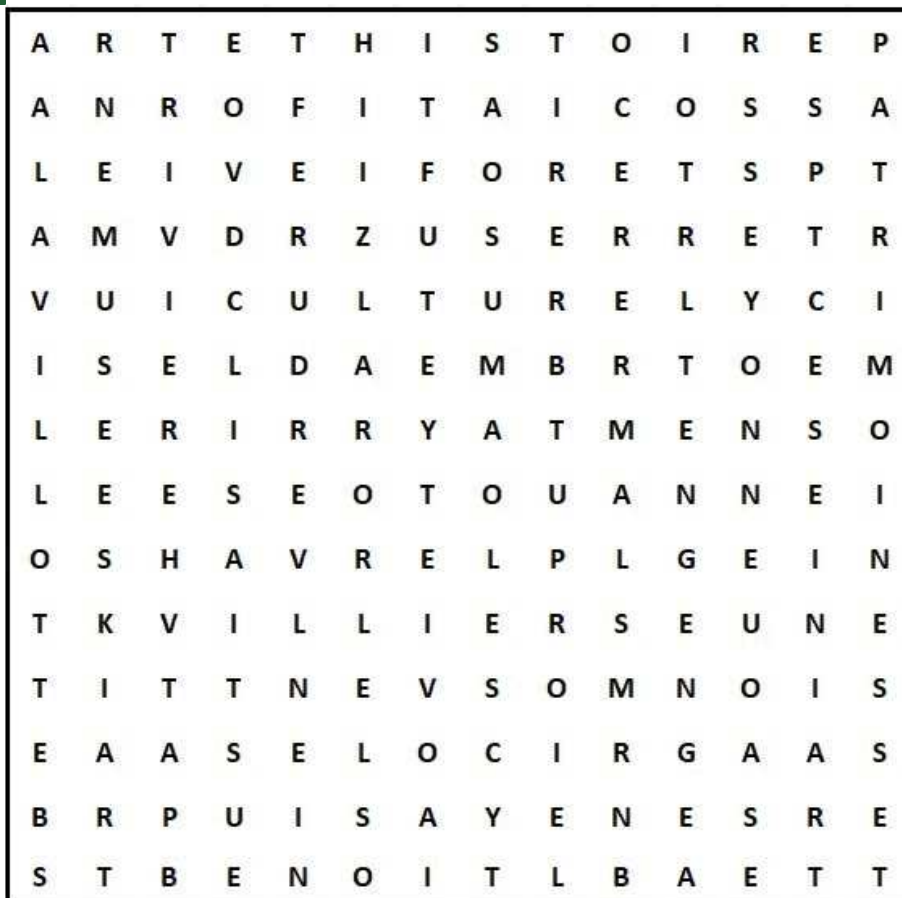 A R T E T H I S T O I R E P
A N R O F I T A I C O S S A
L E I V E I F O R E T S P T
A M V D R Z U S E R R E T R
V U I C U L T U R E L Y C I
I S E L D A E M B R T O E M
L E R I R R Y A T M E N S O
L E E S E O T O U A N N E I
O S H A V R E L P L G E I N
T K V I L L I E R S E U N E
T I T T N E V S O M N O I S
E A A S E L O C I R G A A S
B R P U I S A Y E N E S R E
S T B E N O I T L B A E T T